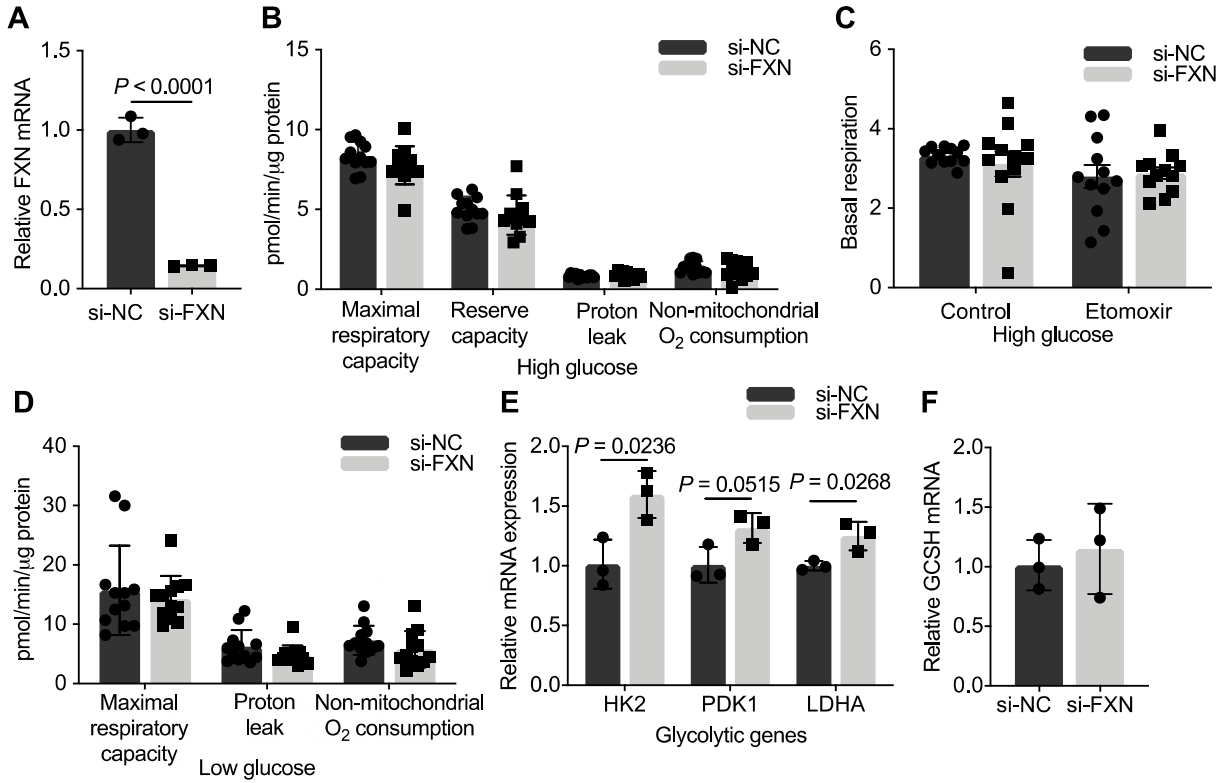 A
Relative FXN mRNA
1.5
1.0
0.5
0.0
P < 0.0001
si-NC
si-FXN
B
pmol/min/μg protein
15
10
5
0
si-NC
si-FXN
Maximal
respiratory
capacity
Reserve
capacity
Proton
leak
Non-mitochondrial
O2 consumption
High glucose
C
Basal respiration
6
4
2
0
si-NC
si-FXN
Control
Etomoxir
High glucose
D
pmol/min/μg protein
40
30
20
10
0
si-NC
si-FXN
Maximal
respiratory
capacity
Proton
leak
Non-mitochondrial
O2 consumption
Low glucose
E
Relative mRNA expression
2.0
1.5
1.0
0.5
0.0
si-NC
si-FXN
P = 0.0236
P = 0.0515
P = 0.0268
HK2
PDK1
LDHA
Glycolytic genes
F
Relative GCSH mRNA
2.0
1.5
1.0
0.5
0.0
si-NC
si-FXN